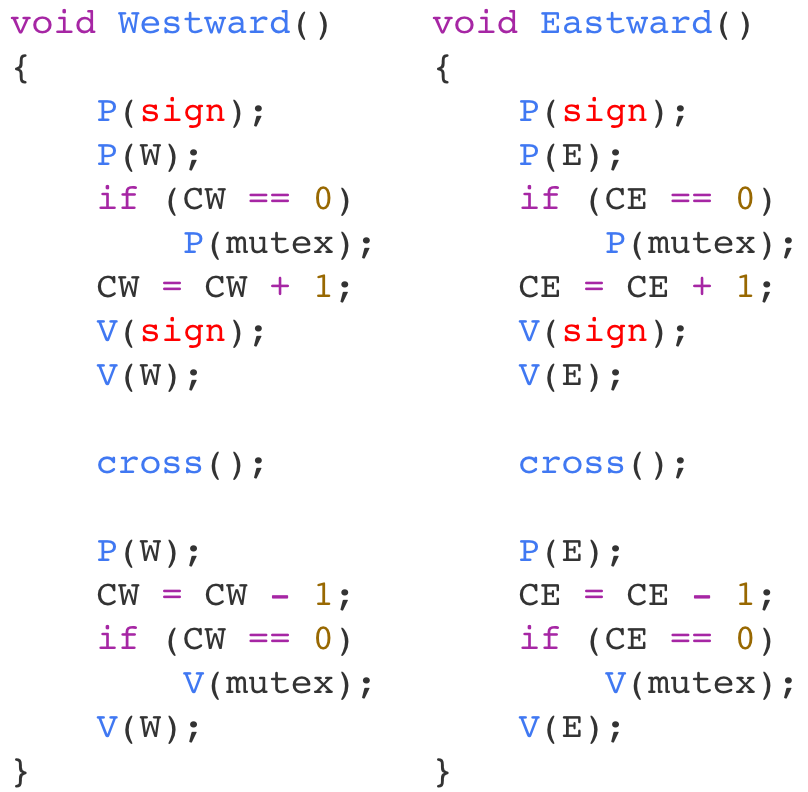 void Westward()
{
    P(sign);
    P(W);
    if (CW == 0)
        P(mutex);
    CW = CW + 1;
    V(sign);
    V(W);

    cross();

    P(W);
    CW = CW - 1;
    if (CW == 0)
        V(mutex);
    V(W);
}
void Eastward()
{
    P(sign);
    P(E);
    if (CE == 0)
        P(mutex);
    CE = CE + 1;
    V(sign);
    V(E);

    cross();

    P(E);
    CE = CE - 1;
    if (CE == 0)
        V(mutex);
    V(E);
}